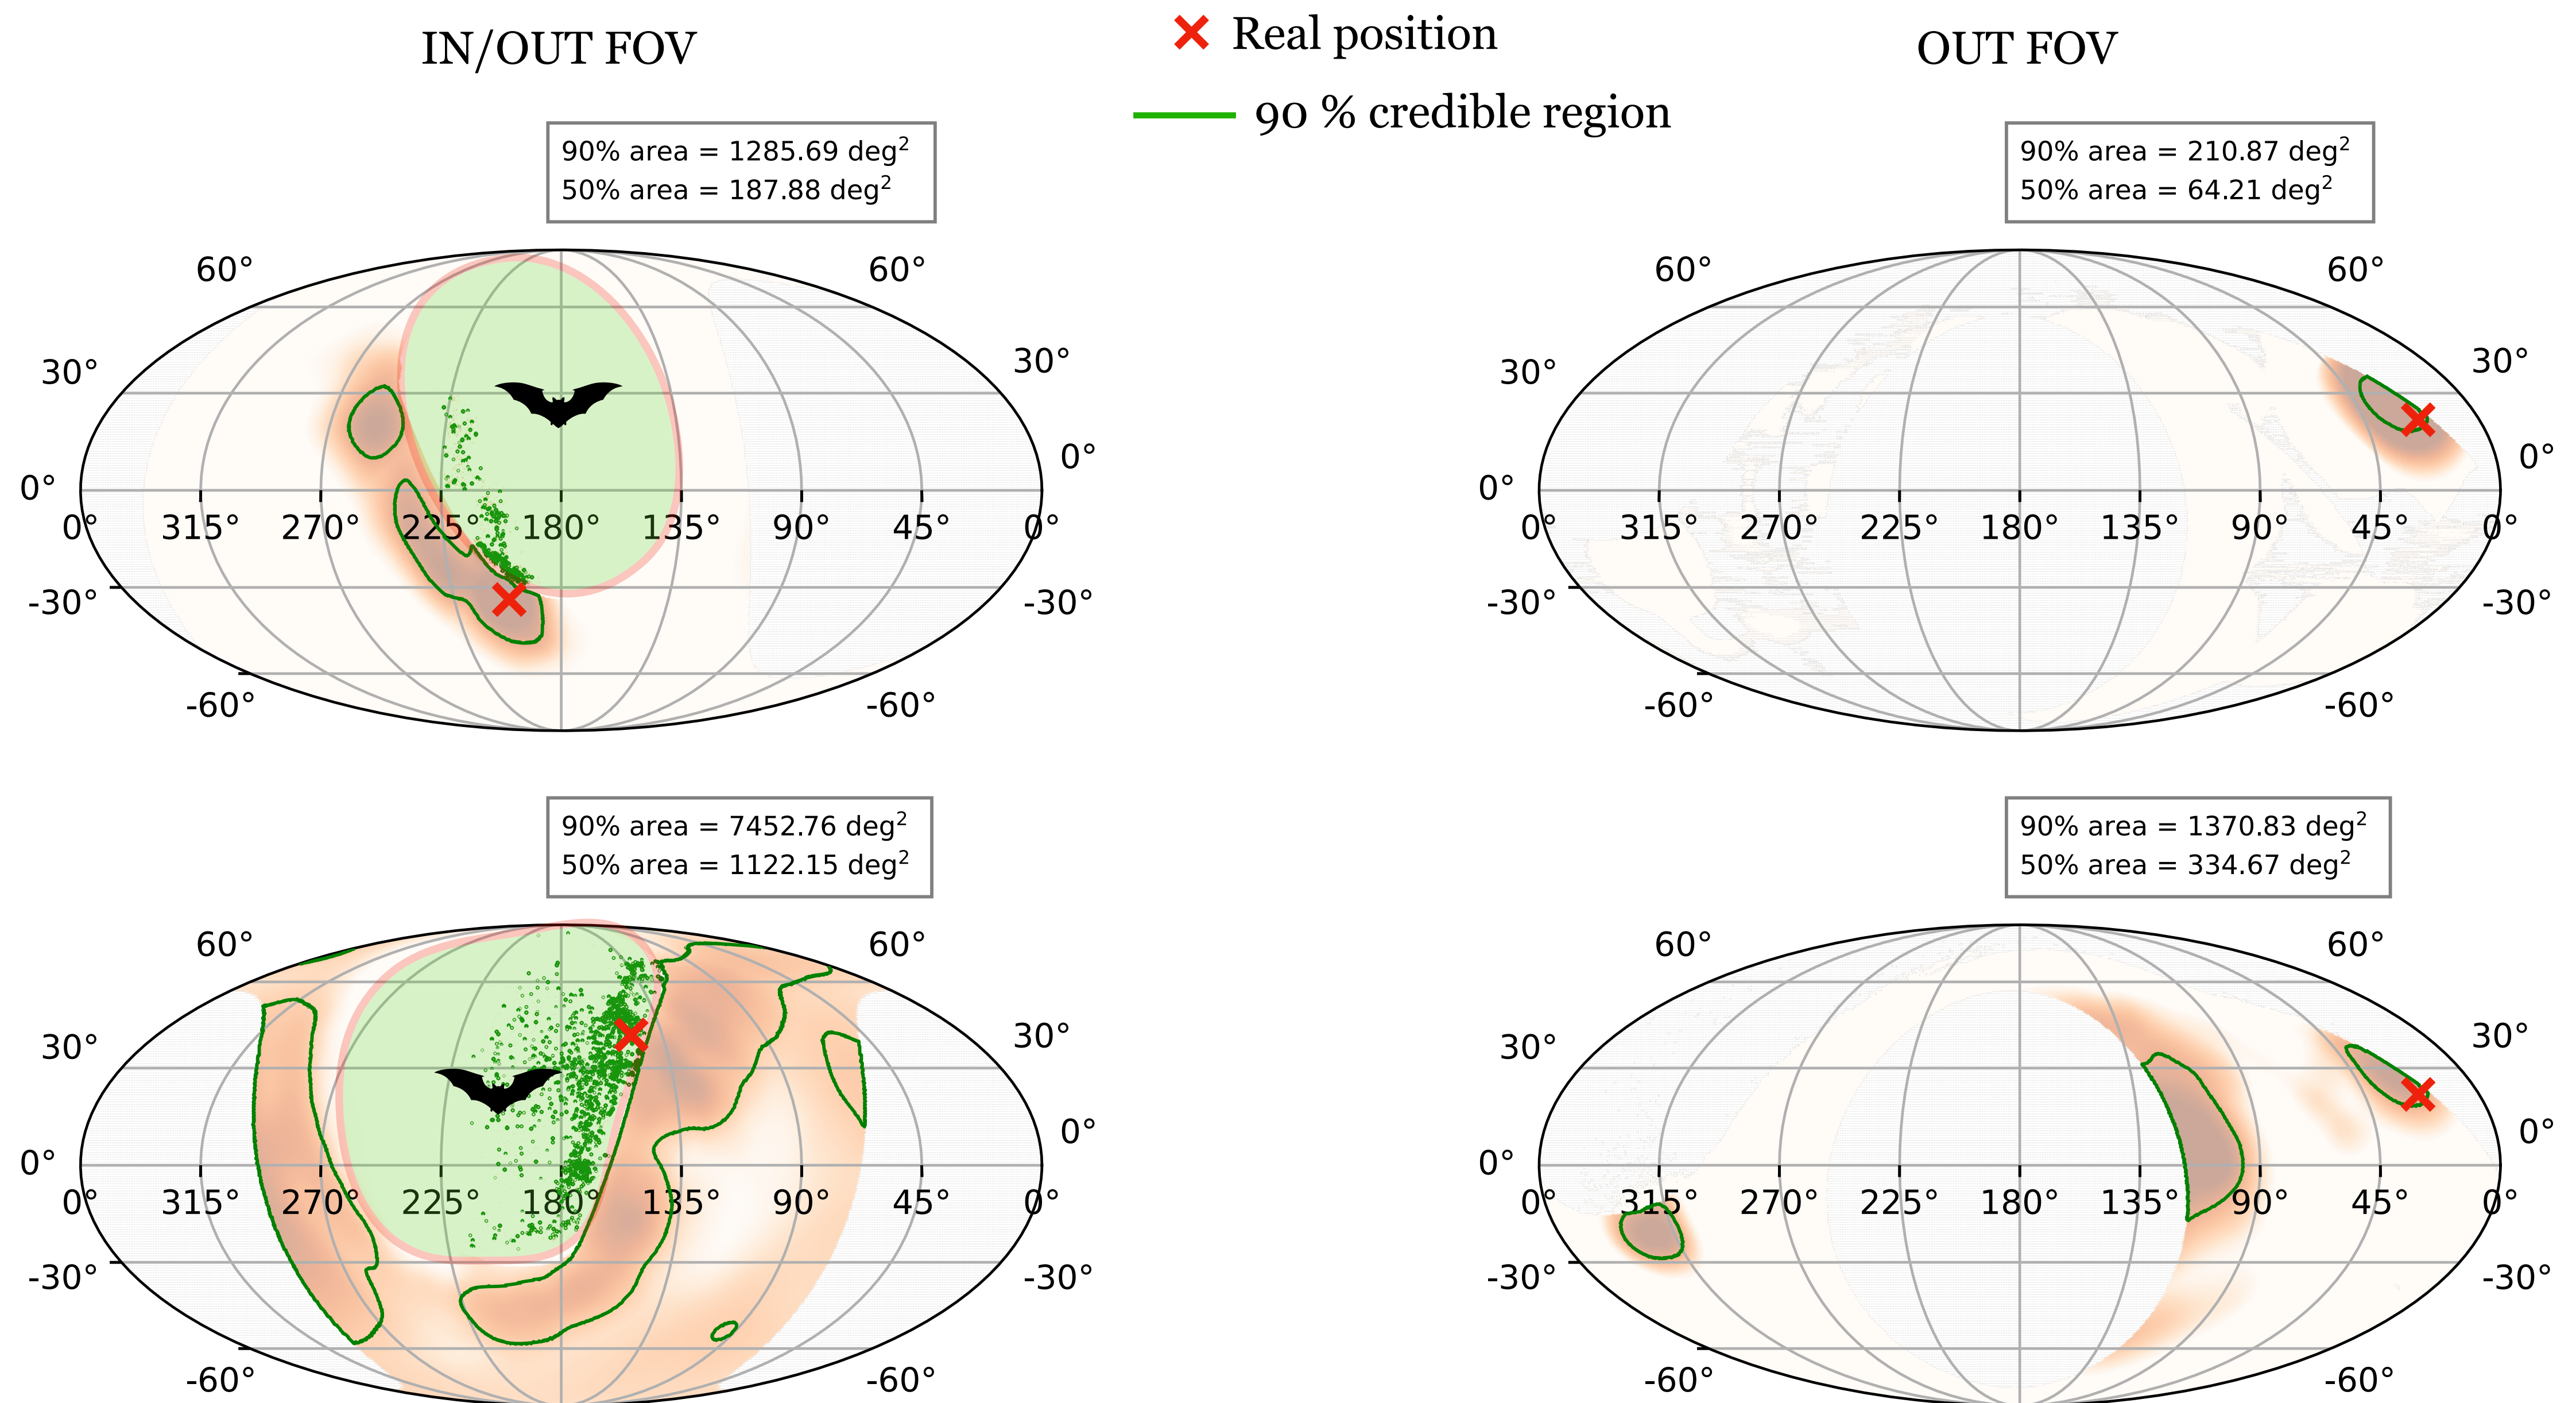 IN/OUT FOV
Real position
90 % credible region
OUT FOV
90% area = 1285.69 deg²
50% area = 187.88 deg²
60° 60°
30° 30°
0° 0°
0° 315° 270° 225° 180° 135° 90° 45° 0°
-30° -30°
-60° -60°
90% area = 210.87 deg²
50% area = 64.21 deg²
60° 60°
30° 30°
0° 0°
0° 315° 270° 225° 180° 135° 90° 45° 0°
-30° -30°
-60° -60°
90% area = 7452.76 deg²
50% area = 1122.15 deg²
60° 60°
30° 30°
0° 0°
0° 315° 270° 225° 180° 135° 90° 45° 0°
-30° -30°
-60° -60°
90% area = 1370.83 deg²
50% area = 334.67 deg²
60° 60°
30° 30°
0° 0°
0° 315° 270° 225° 180° 135° 90° 45° 0°
-30° -30°
-60° -60°